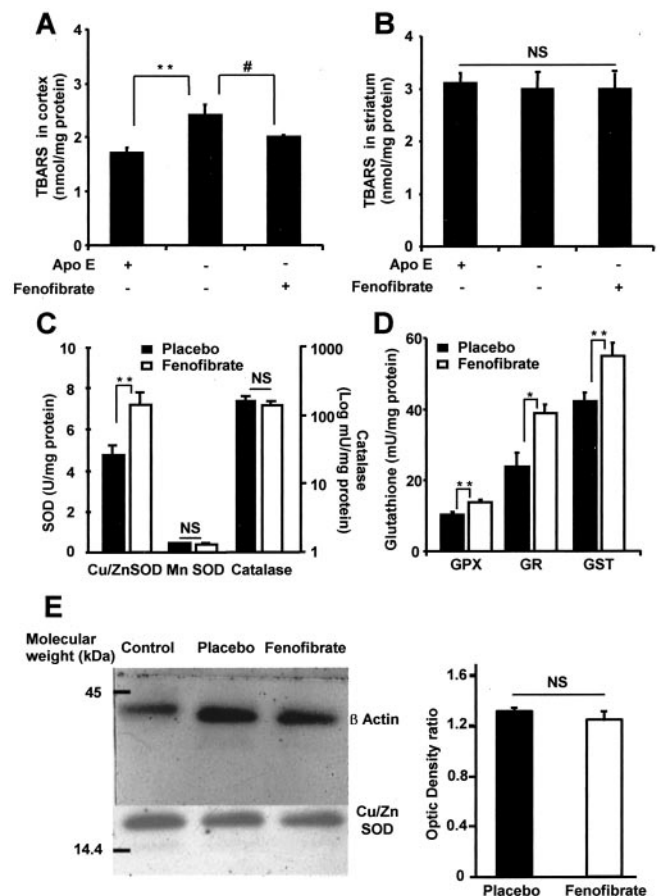 A
TBARS in cortex
(nmol/mg protein)
4
3
2
1
0
**
#
Apo E + - -
Fenofibrate - - +
B
TBARS in striatum
(nmol/mg protein)
4
3
2
1
0
NS
+ - -
- - +
C
Placebo
Fenofibrate
SOD (U/mg protein)
10
8
6
4
2
0
**
NS
NS
1000
100
10
1
Catalase
(Log mU/mg protein)
Cu/ZnSOD Mn SOD Catalase
D
Placebo
Fenofibrate
Glutathione (mU/mg protein)
60
40
20
0
**
*
**
GPX GR GST
E
Molecular
weight (kDa)
Control Placebo Fenofibrate
45
β Actin
Cu/Zn
SOD
14.4
Optic Density ratio
1.6
1.2
0.8
0.4
0
NS
Placebo Fenofibrate